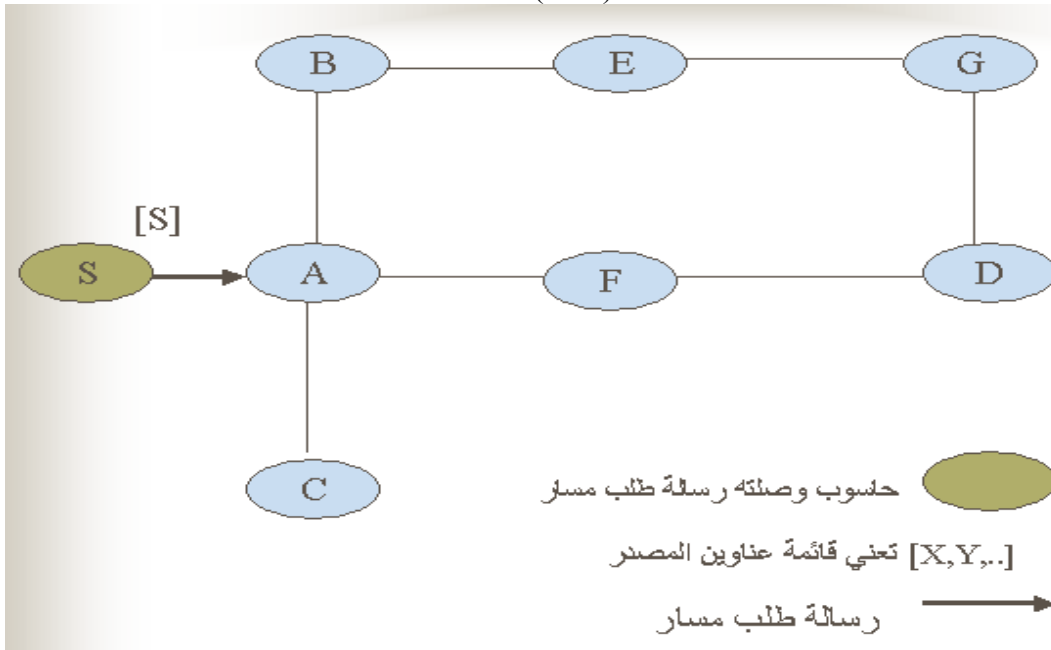 B E G
[S]
S A F D
C
حاسوب وصلته رسالة طلب مسار
[X,Y,..] تعني قائمة عناوين المصدر
رسالة طلب مسار